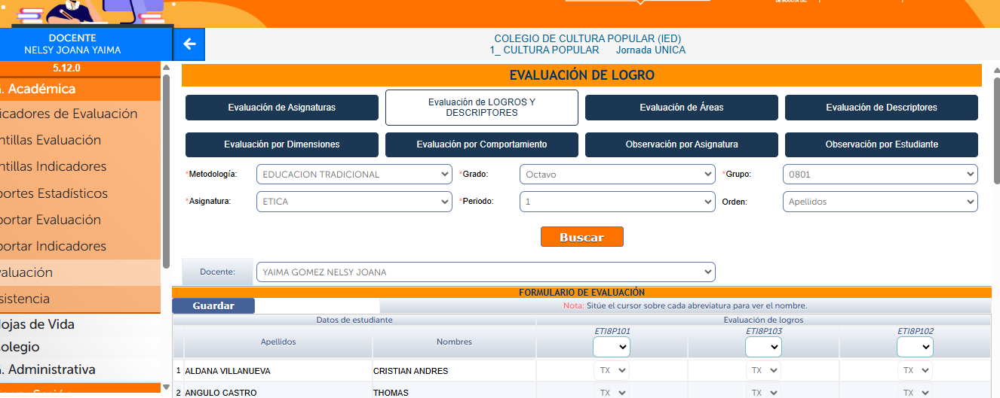 DOCENTE
NELSY JOANA YAIMA
COLEGIO DE CULTURA POPULAR (IED)
1_ CULTURA POPULAR Jornada UNICA
5.12.0
. Académica
icadores de Evaluación
ntillas Evaluación
ntillas Indicadores
portes Estadísticos
portar Evaluación
portar Indicadores
valuación
sistencia
ojas de Vida
olegio
. Administrativa
EVALUACIÓN DE LOGRO
Evaluación de Asignaturas
Evaluación de LOGROS Y
DESCRIPTORES
Evaluación de Áreas
Evaluación de Descriptores
Evaluación por Dimensiones
Evaluación por Comportamiento
Observación por Asignatura
Observación por Estudiante
*Metodología: EDUCACION TRADICIONAL *Grado: Octavo *Grupo: 0801
*Asignatura: ETICA *Periodo: 1 Orden: Apellidos
Buscar
Docente: YAIMA GOMEZ NELSY JOANA
FORMULARIO DE EVALUACIÓN
Guardar Nota: Sitúe el cursor sobre cada abreviatura para ver el nombre.
Datos de estudiante Evaluación de logros
Apellidos Nombres ETI8P101 ETI8P103 ETI8P102
1 ALDANA VILLANUEVA CRISTIAN ANDRES TX TX TX
2 ANGULO CASTRO THOMAS TX TX TX